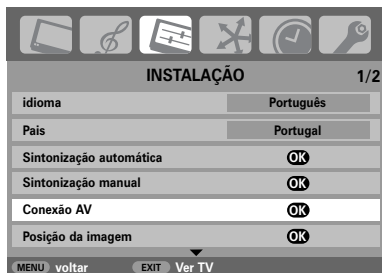 INSTALAÇÃO 1/2
idioma Português
Pais Portugal
Sintonização automática OK
Sintonização manual OK
Conexão AV OK
Posição da imagem OK
MENU voltar EXIT Ver TV